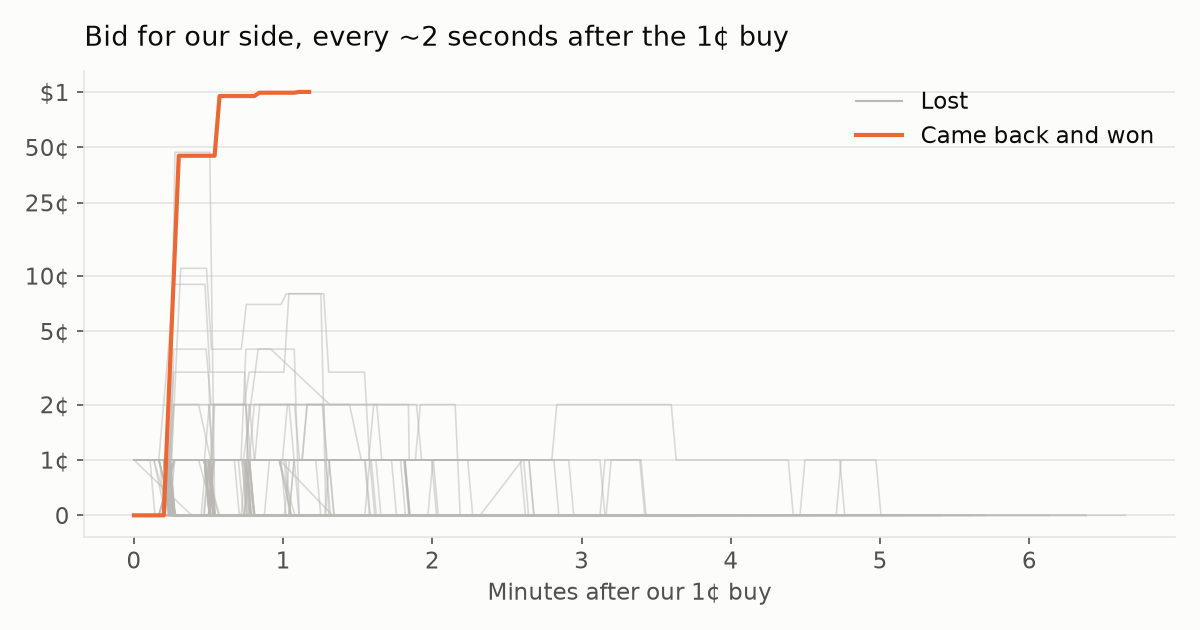 Bid for our side, every ~2 seconds after the 1¢ buy
$1
50¢
25¢
10¢
5¢
2¢
1¢
0
Lost
Came back and won
0 1 2 3 4 5 6
Minutes after our 1¢ buy